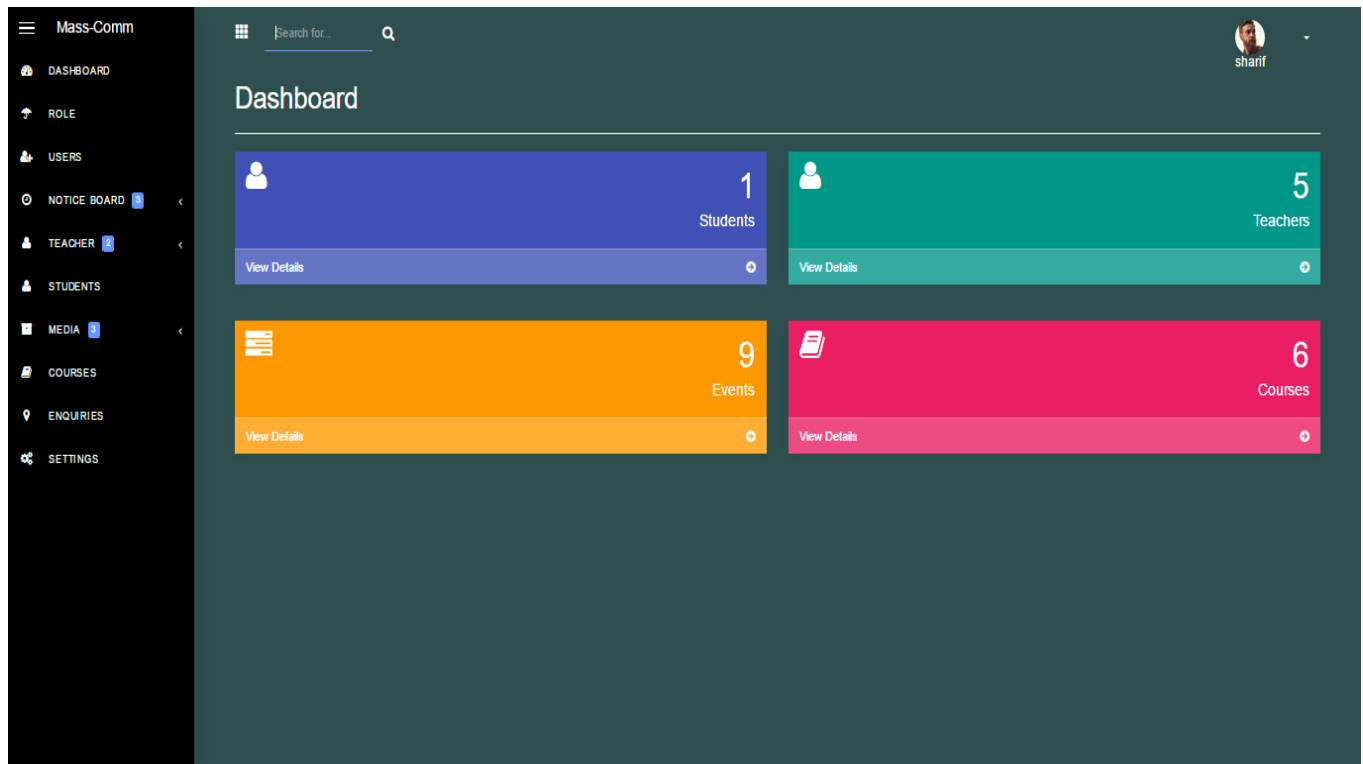 Mass-Comm
DASHBOARD
ROLE
USERS
NOTICE BOARD 3
TEACHER 2
STUDENTS
MEDIA 3
COURSES
ENQUIRIES
SETTINGS
Search for...
sharif
Dashboard
1
Students
View Details
5
Teachers
View Details
9
Events
View Details
6
Courses
View Details